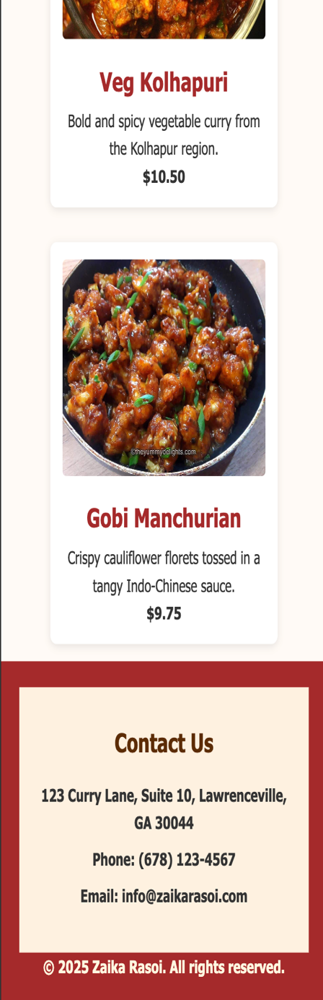 Veg Kolhapuri
Bold and spicy vegetable curry from
the Kolhapur region.
$10.50
©theyummydelights.com
Gobi Manchurian
Crispy cauliflower florets tossed in a
tangy Indo-Chinese sauce.
$9.75
Contact Us
123 Curry Lane, Suite 10, Lawrenceville,
GA 30044
Phone: (678) 123-4567
Email: info@zaikarasoi.com
© 2025 Zaika Rasoi. All rights reserved.